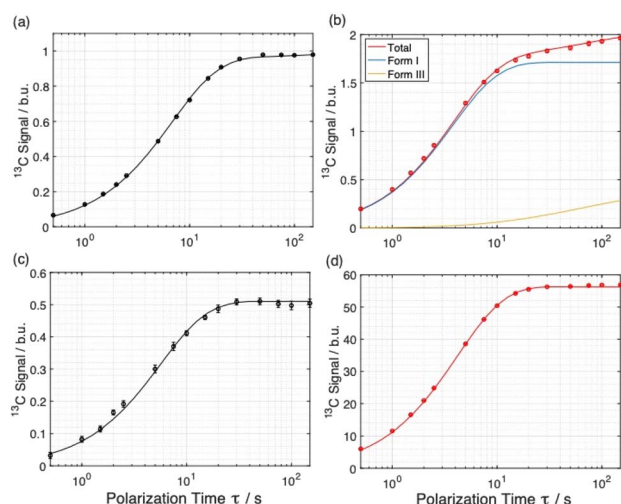 (a)
1
0.8
0.6
0.4
0.2
0
¹³C Signal / b.u.
10⁰
10¹
10²
(b)
2
1.5
1
0.5
0
¹³C Signal / b.u.
Total
Form I
Form III
10⁰
10¹
10²
(c)
0.6
0.5
0.4
0.3
0.2
0.1
0
¹³C Signal / b.u.
10⁰
10¹
10²
Polarization Time τ / s
(d)
60
50
40
30
20
10
0
¹³C Signal / b.u.
10⁰
10¹
10²
Polarization Time τ / s